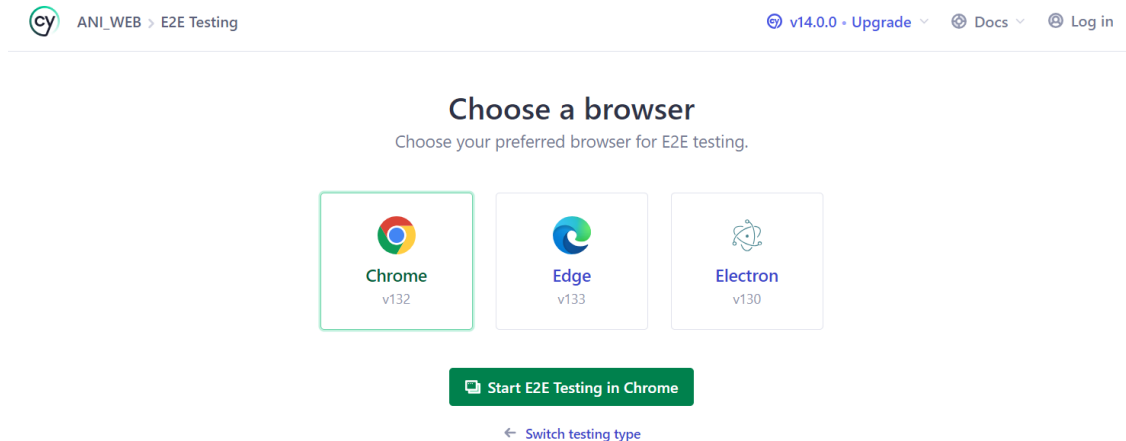 cy ANI_WEB > E2E Testing v14.0.0 • Upgrade Docs Log in
Choose a browser
Choose your preferred browser for E2E testing.
Chrome Edge Electron
v132 v133 v130
Start E2E Testing in Chrome
← Switch testing type